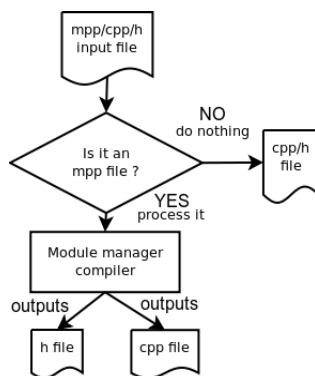 mpp/cpp/h
input file
NO
do nothing
cpp/h
file
Is it an
mpp file ?
YES
process it
Module manager
compiler
outputs
outputs
h file
cpp file